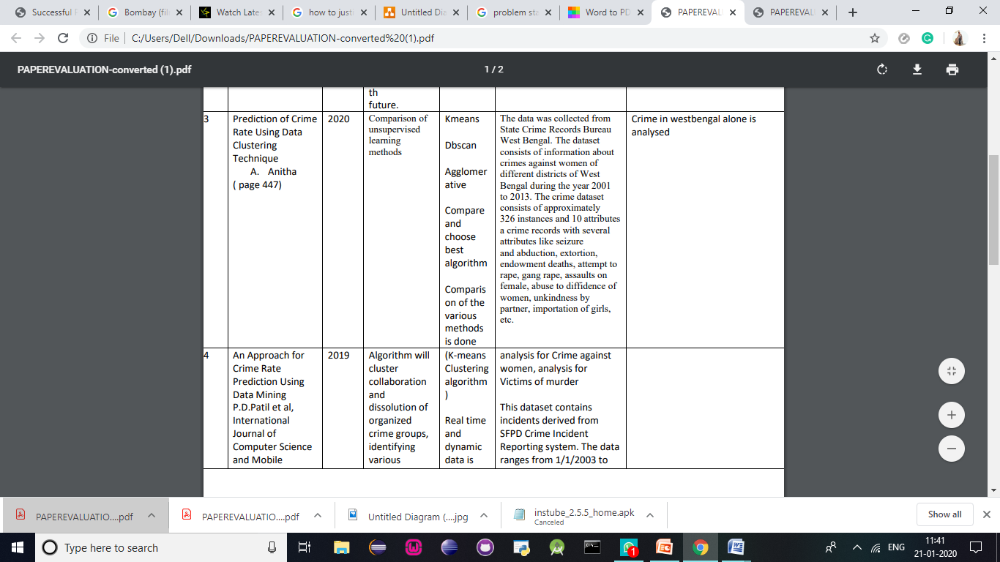 Successful F
Bombay (fil
Watch Late
how to justi
Untitled Dia
problem sta
Word to PD
PAPEREVAL
PAPEREVAL
File
C:/Users/Dell/Downloads/PAPEREVALUATION-converted%20(1).pdf
PAPEREVALUATION-converted (1).pdf
1 / 2
th
future.
3
Prediction of Crime
Rate Using Data
Clustering
Technique
A. Anitha
( page 447)
2020
Comparison of
unsupervised
learning
methods
Kmeans
Dbscan
Agglomer
ative
Compare
and
choose
best
algorithm
Comparis
on of the
various
methods
is done
The data was collected from
State Crime Records Bureau
West Bengal. The dataset
consists of information about
crimes against women of
different districts of West
Bengal during the year 2001
to 2013. The crime dataset
consists of approximately
326 instances and 10 attributes
a crime records with several
attributes like seizure
and abduction, extortion,
endowment deaths, attempt to
rape, gang rape, assaults on
female, abuse to diffidence of
women, unkindness by
partner, importation of girls,
etc.
Crime in westbengal alone is
analysed
4
An Approach for
Crime Rate
Prediction Using
Data Mining
P.D.Patil et al,
International
Journal of
Computer Science
and Mobile
2019
Algorithm will
cluster
collaboration
and
dissolution of
organized
crime groups,
identifying
various
(K-means
Clustering
algorithm
)
Real time
and
dynamic
data is
analysis for Crime against
women, analysis for
Victims of murder
This dataset contains
incidents derived from
SFPD Crime Incident
Reporting system. The data
ranges from 1/1/2003 to
PAPEREVALUATIO....pdf
PAPEREVALUATIO....pdf
Untitled Diagram (....jpg
instube_2.5.5_home.apk
Canceled
Show all
Type here to search
1
ENG
11:41
21-01-2020